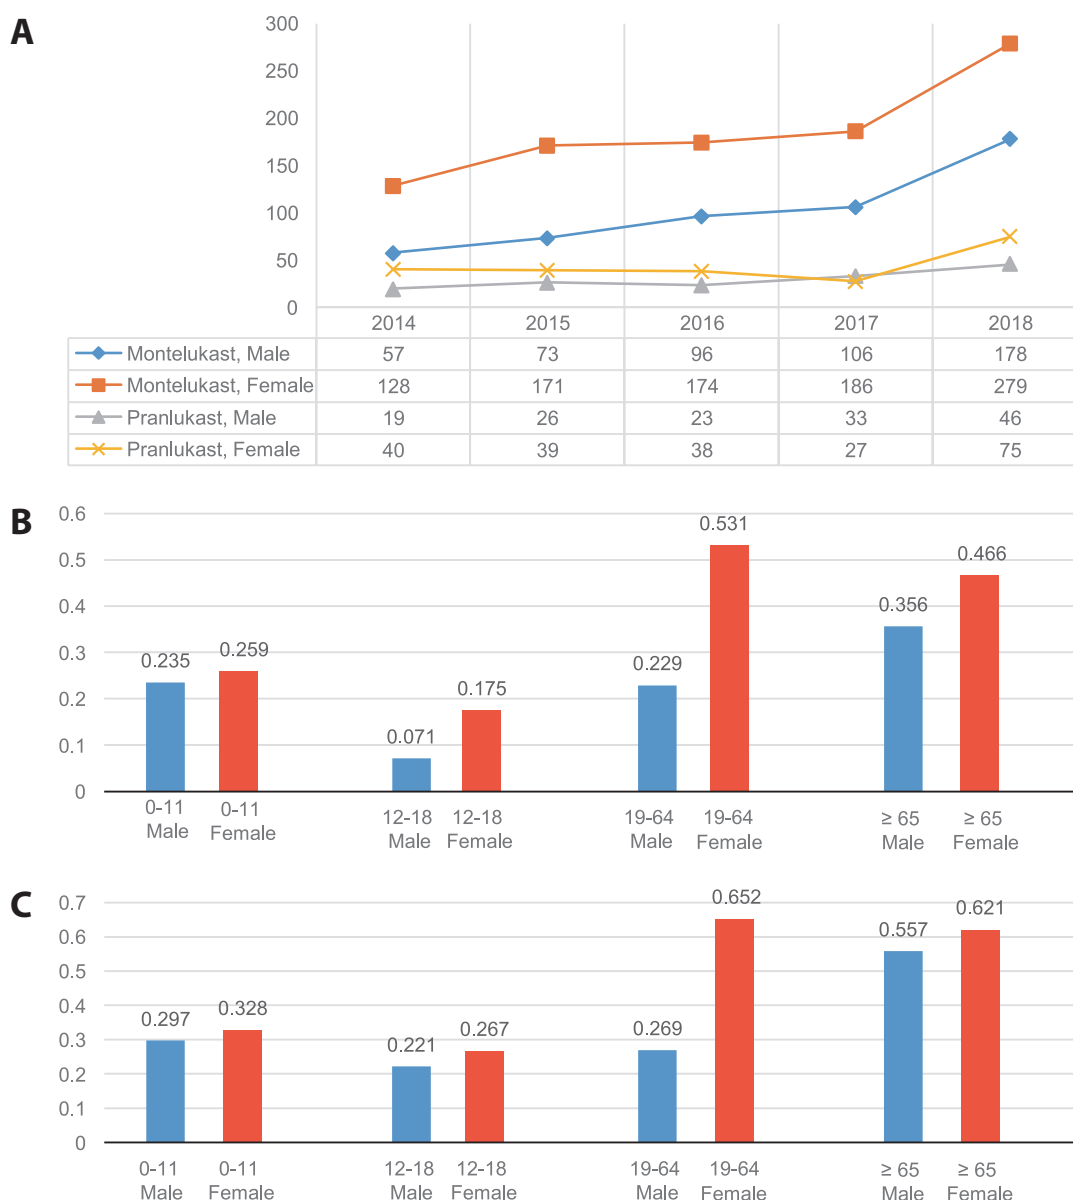 A
300
250
200
150
100
50
0
2014 2015 2016 2017 2018
Montelukast, Male 57 73 96 106 178
Montelukast, Female 128 171 174 186 279
Pranlukast, Male 19 26 23 33 46
Pranlukast, Female 40 39 38 27 75
B
0.6
0.5
0.4
0.3
0.2
0.1
0
0.235 0.259 0.071 0.175 0.229 0.531 0.356 0.466
0-11 0-11 12-18 12-18 19-64 19-64 ≥ 65 ≥ 65
Male Female Male Female Male Female Male Female
C
0.7
0.6
0.5
0.4
0.3
0.2
0.1
0
0.297 0.328 0.221 0.267 0.269 0.652 0.557 0.621
0-11 0-11 12-18 12-18 19-64 19-64 ≥ 65 ≥ 65
Male Female Male Female Male Female Male Female